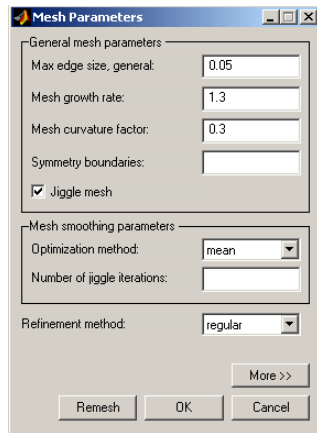 Mesh Parameters
General mesh parameters
Max edge size, general: 0.05
Mesh growth rate: 1.3
Mesh curvature factor: 0.3
Symmetry boundaries:
Jiggle mesh
Mesh smoothing parameters
Optimization method: mean
Number of jiggle iterations:
Refinement method: regular
More >>
Remesh OK Cancel